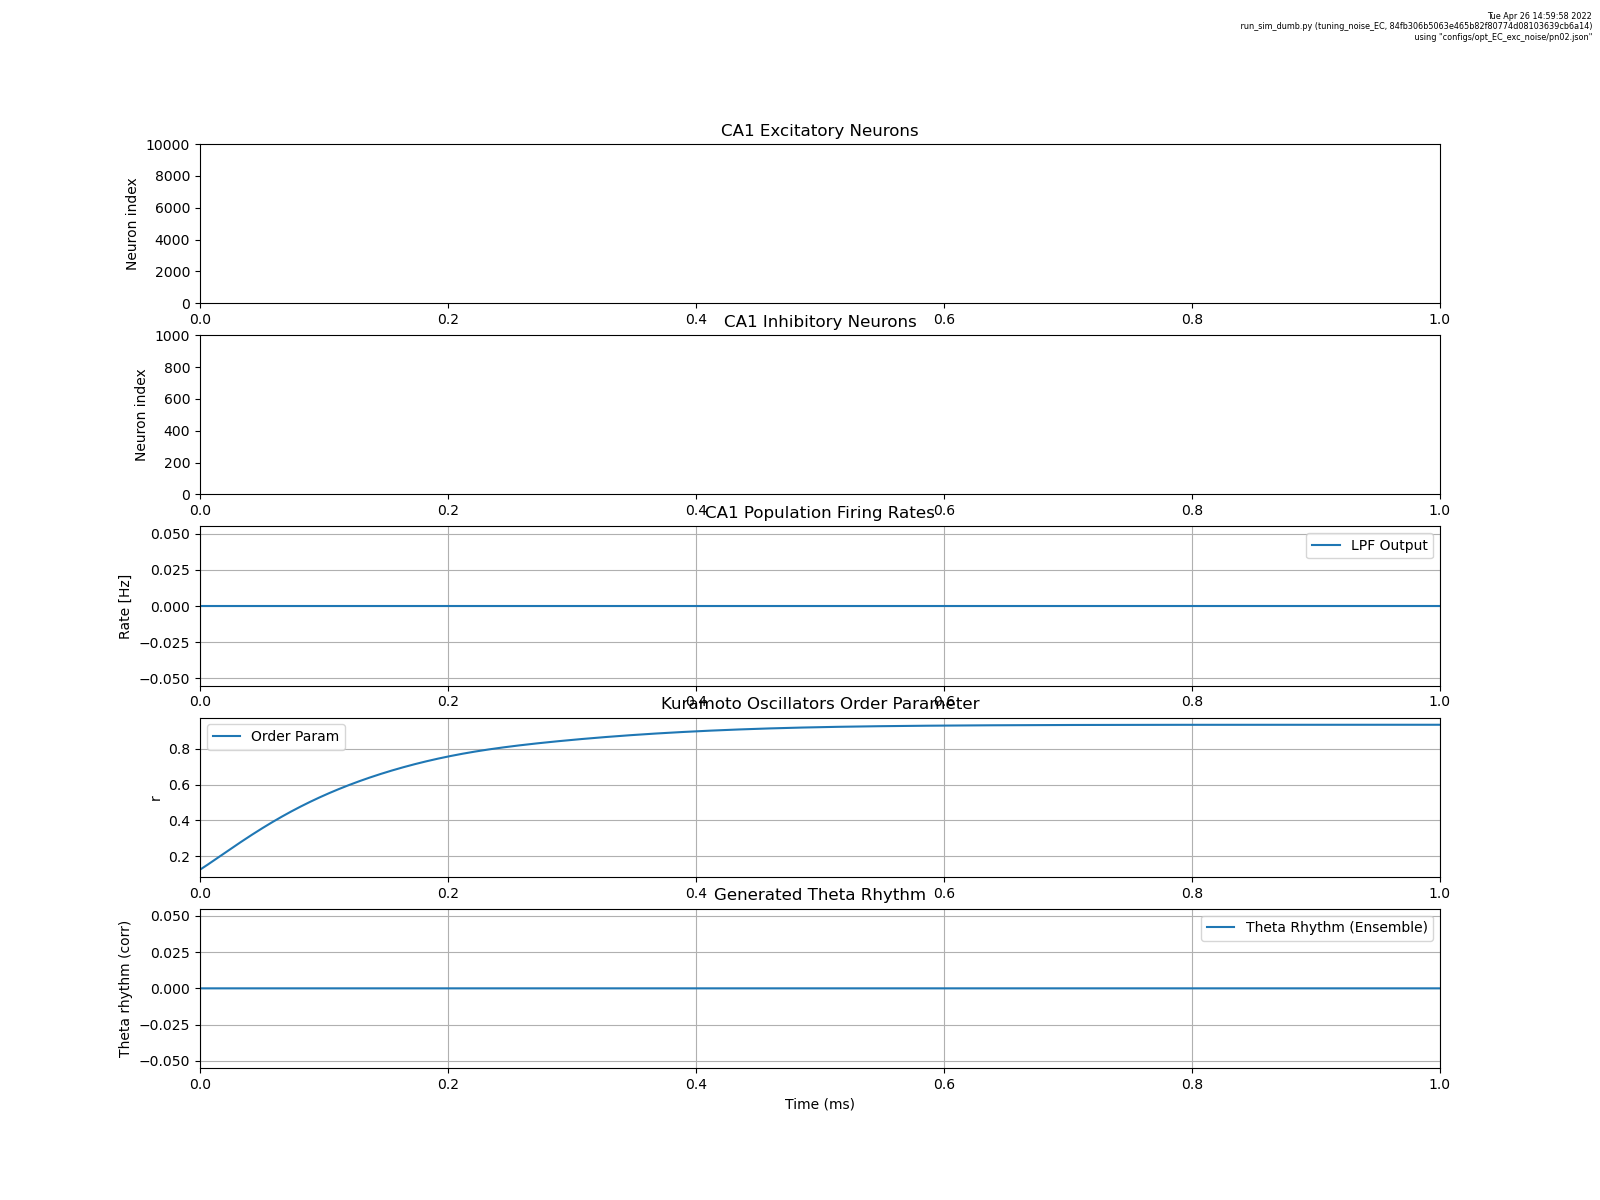 Tue Apr 26 14:59:58 2022
run_sim_dumb.py (tuning_noise_EC, 84fb306b5063e465b82f80774d08103639cb6a14)
using "configs/opt_EC_exc_noise/pn02.json"
CA1 Excitatory Neurons
Neuron index
10000
8000
6000
4000
2000
0
0.0 0.2 0.4 0.6 0.8 1.0
CA1 Inhibitory Neurons
Neuron index
1000
800
600
400
200
0
0.0 0.2 0.4 0.6 0.8 1.0
CA1 Population Firing Rates
Rate [Hz]
0.050
0.025
0.000
−0.025
−0.050
LPF Output
0.0 0.2 0.4 0.6 0.8 1.0
Kuramoto Oscillators Order Parameter
r
0.8
0.6
0.4
0.2
Order Param
0.0 0.2 0.4 0.6 0.8 1.0
Generated Theta Rhythm
Theta rhythm (corr)
0.050
0.025
0.000
−0.025
−0.050
Theta Rhythm (Ensemble)
0.0 0.2 0.4 0.6 0.8 1.0
Time (ms)